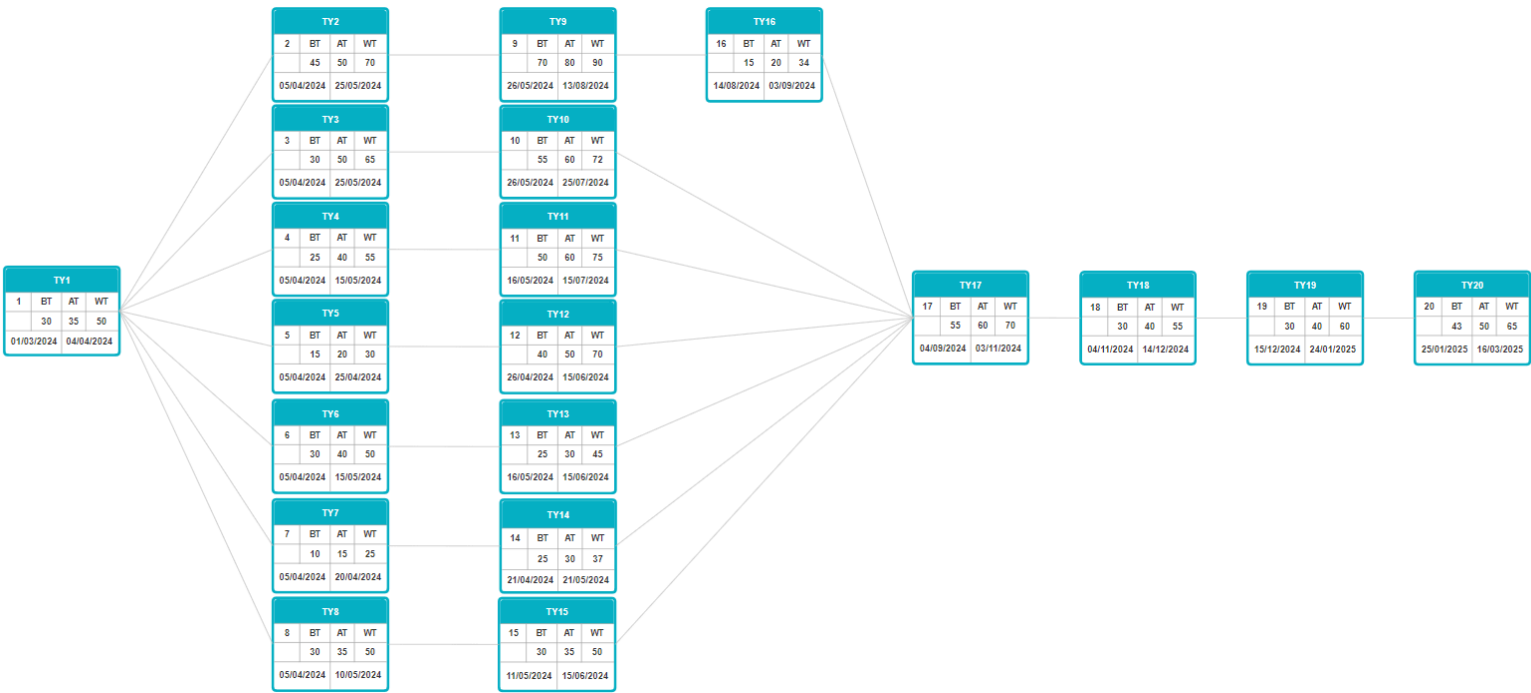 TY1
1 BT AT WT
30 35 50
01/03/2024 04/04/2024
TY2
2 BT AT WT
45 50 70
05/04/2024 25/05/2024
TY3
3 BT AT WT
30 50 65
05/04/2024 25/05/2024
TY4
4 BT AT WT
25 40 55
05/04/2024 15/05/2024
TY5
5 BT AT WT
15 20 30
05/04/2024 25/04/2024
TY6
6 BT AT WT
30 40 50
05/04/2024 15/05/2024
TY7
7 BT AT WT
10 15 25
05/04/2024 20/04/2024
TY8
8 BT AT WT
30 35 50
05/04/2024 10/05/2024
TY9
9 BT AT WT
70 80 90
26/05/2024 13/08/2024
TY10
10 BT AT WT
55 60 72
26/05/2024 25/07/2024
TY11
11 BT AT WT
50 60 75
16/05/2024 15/07/2024
TY12
12 BT AT WT
40 50 70
26/04/2024 15/06/2024
TY13
13 BT AT WT
25 30 45
16/05/2024 15/06/2024
TY14
14 BT AT WT
25 30 37
21/04/2024 21/05/2024
TY15
15 BT AT WT
30 35 50
11/05/2024 15/06/2024
TY16
16 BT AT WT
15 20 34
14/08/2024 03/09/2024
TY17
17 BT AT WT
55 60 70
04/09/2024 03/11/2024
TY18
18 BT AT WT
30 40 55
04/11/2024 14/12/2024
TY19
19 BT AT WT
30 40 60
15/12/2024 24/01/2025
TY20
20 BT AT WT
43 50 65
25/01/2025 16/03/2025